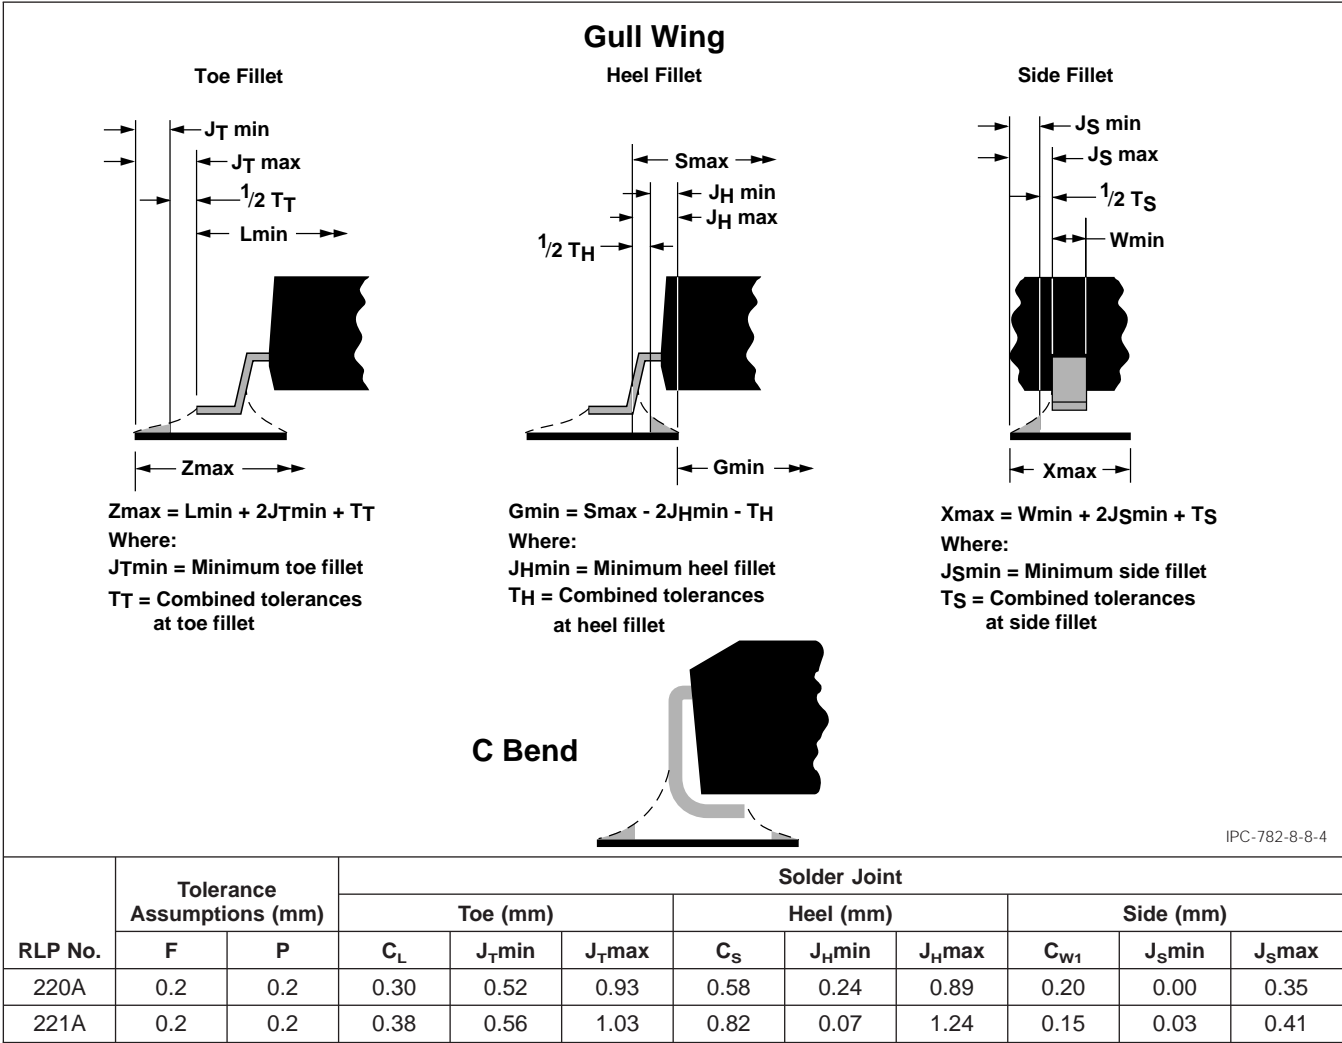 Gull Wing
Toe Fillet
Heel Fillet
Side Fillet
JT min
JT max
1/2 TT
Lmin
Zmax
Smax
JH min
JH max
1/2 TH
Gmin
JS min
JS max
1/2 TS
Wmin
Xmax
Zmax = Lmin + 2JTmin + TT
Where:
JTmin = Minimum toe fillet
TT = Combined tolerances
at toe fillet
Gmin = Smax - 2JHmin - TH
Where:
JHmin = Minimum heel fillet
TH = Combined tolerances
at heel fillet
Xmax = Wmin + 2JSmin + TS
Where:
JSmin = Minimum side fillet
TS = Combined tolerances
at side fillet
C Bend
IPC-782-8-8-4
RLP No. Tolerance Assumptions (mm) Solder Joint
Toe (mm) Heel (mm) Side (mm)
F P CL JTmin JTmax CS JHmin JHmax CW1 JSmin JSmax
220A 0.2 0.2 0.30 0.52 0.93 0.58 0.24 0.89 0.20 0.00 0.35
221A 0.2 0.2 0.38 0.56 1.03 0.82 0.07 1.24 0.15 0.03 0.41